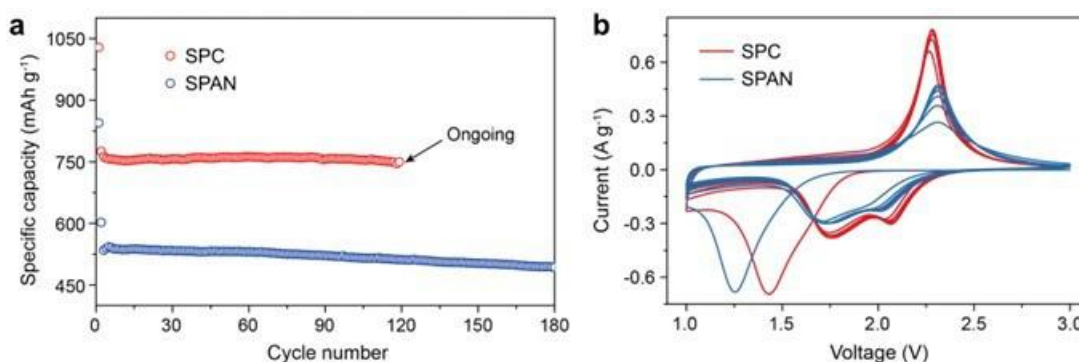 a
1050
900
750
600
450
0 30 60 90 120 150 180
Specific capacity (mAh g⁻¹)
Cycle number
SPC
SPAN
Ongoing
b
0.6
0.3
0.0
-0.3
-0.6
1.0 1.5 2.0 2.5 3.0
Current (A g⁻¹)
Voltage (V)
SPC
SPAN